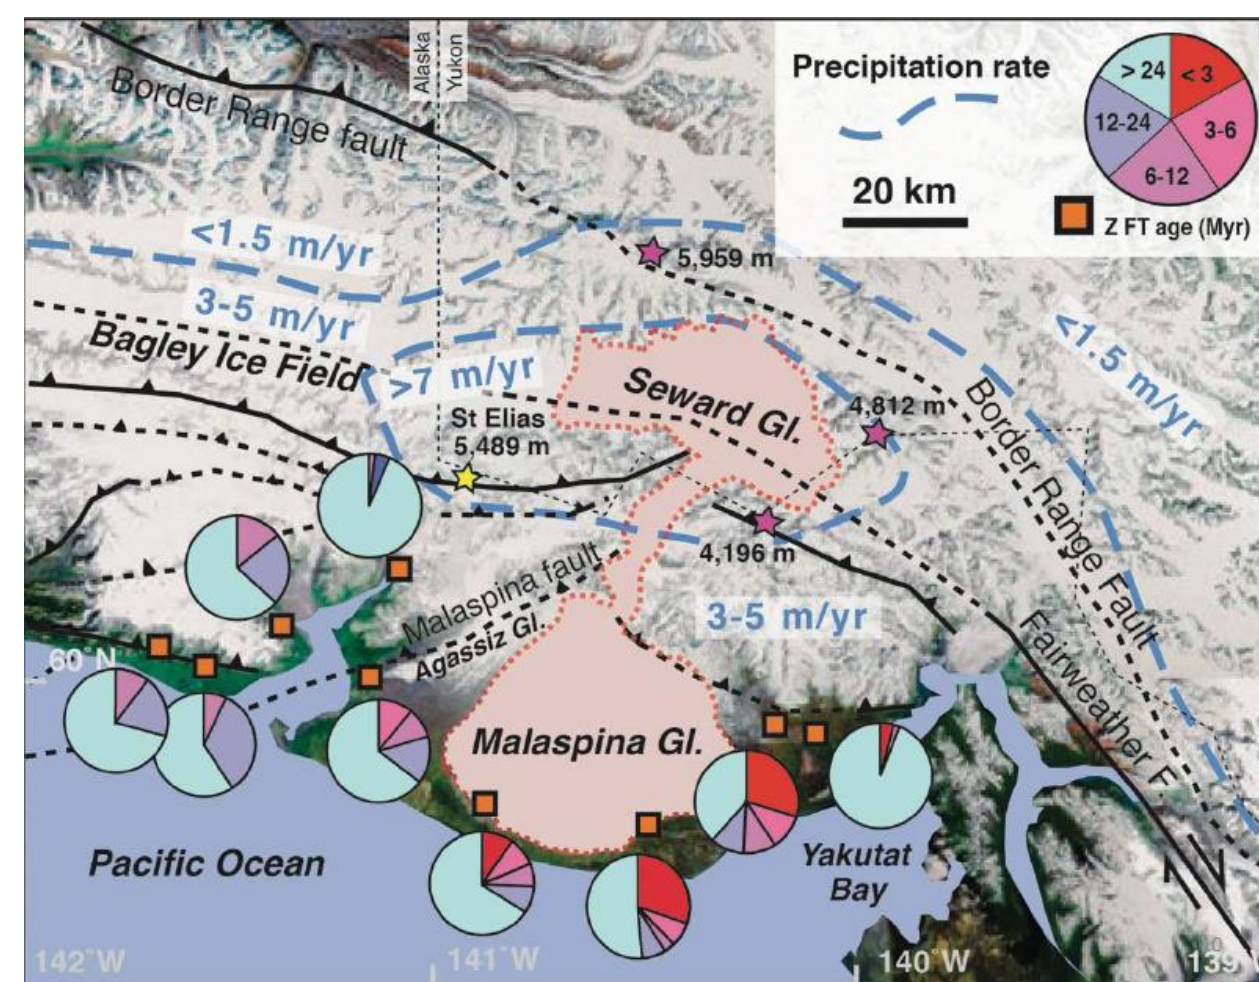 Alaska
Yukon
Border Range fault
Precipitation rate
20 km
> 24
< 3
12-24
3-6
6-12
Z FT age (Myr)
<1.5 m/yr
3-5 m/yr
5,959 m
Bagley Ice Field
>7 m/yr
<1.5 m/yr
St Elias
5,489 m
Seward Gl.
4,812 m
Border Range Fault
4,196 m
Malaspina fault
Agassiz Gl.
3-5 m/yr
Fairweather F
60°N
Malaspina Gl.
Pacific Ocean
Yakutat
Bay
N
142°W
141°W
140°W
139